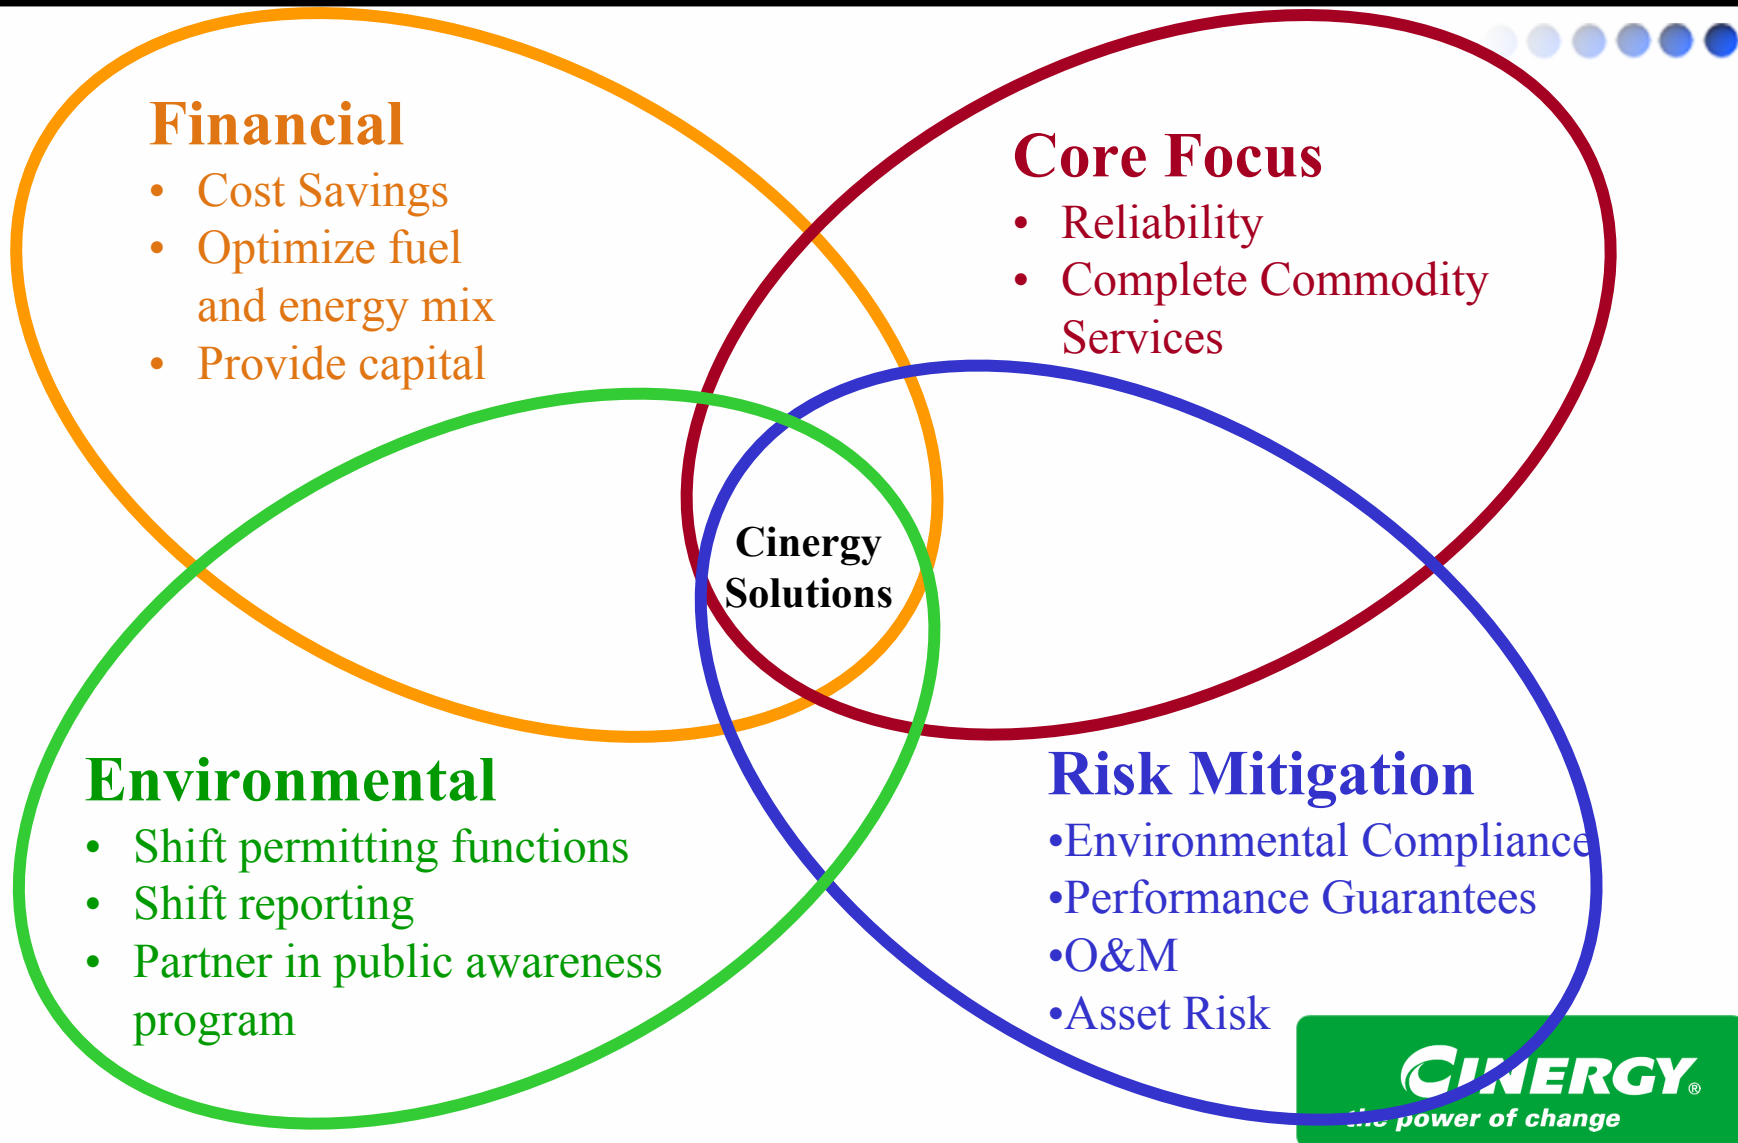 Financial
• Cost Savings
• Optimize fuel
and energy mix
• Provide capital
Core Focus
• Reliability
• Complete Commodity
Services
Cinergy
Solutions
Environmental
• Shift permitting functions
• Shift reporting
• Partner in public awareness
program
Risk Mitigation
•Environmental Compliance
•Performance Guarantees
•O&M
•Asset Risk
CINERGY®
the power of change